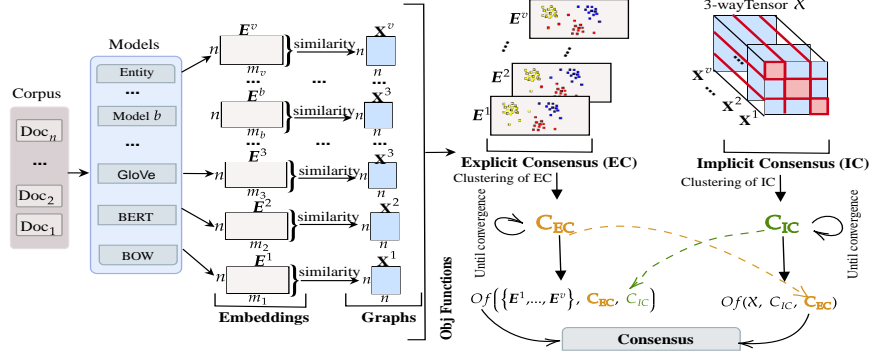 Corpus
Doc_n
...
Doc_2
Doc_1
Models
Entity
...
Model b
...
GloVe
BERT
BOW
E^v
n
m_v
similarity
X^v
n
...
...
E^b
n
m_b
similarity
X^3
n
...
...
E^3
n
m_3
similarity
X^3
n
E^2
n
m_2
similarity
X^2
n
E^1
n
m_1
similarity
X^1
n
Embeddings
Graphs
Obj Functions
E^v
...
...
E^2
E^1
Explicit Consensus (EC)
Clustering of EC
Until convergence
C_EC
Of({E^1,..., E^v}, C_EC, C_IC)
3-wayTensor X
...
X^v
...
X^2
X^1
Implicit Consensus (IC)
Clustering of IC
C_IC
Until convergence
Of(X, C_IC, C_EC)
Consensus